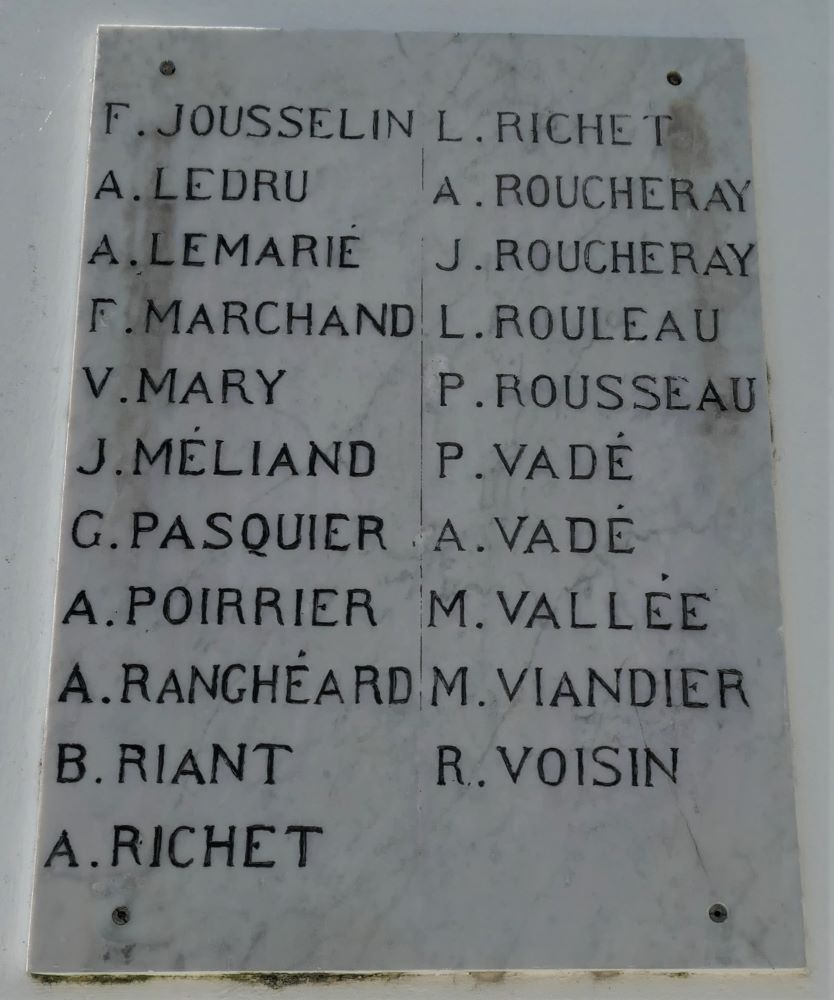 F. JOUSSELIN
A. LEDRU
A. LEMARIÉ
F. MARCHAND
V. MARY
J. MÉLIAND
G. PASQUIER
A. POIRRIER
A. RANGHÉARD
B. RIANT
A. RICHET
L. RICHET
A. ROUCHERAY
J. ROUCHERAY
L. ROULEAU
P. ROUSSEAU
P. VADÉ
A. VADÉ
M. VALLÉE
M. VIANDIER
R. VOISIN